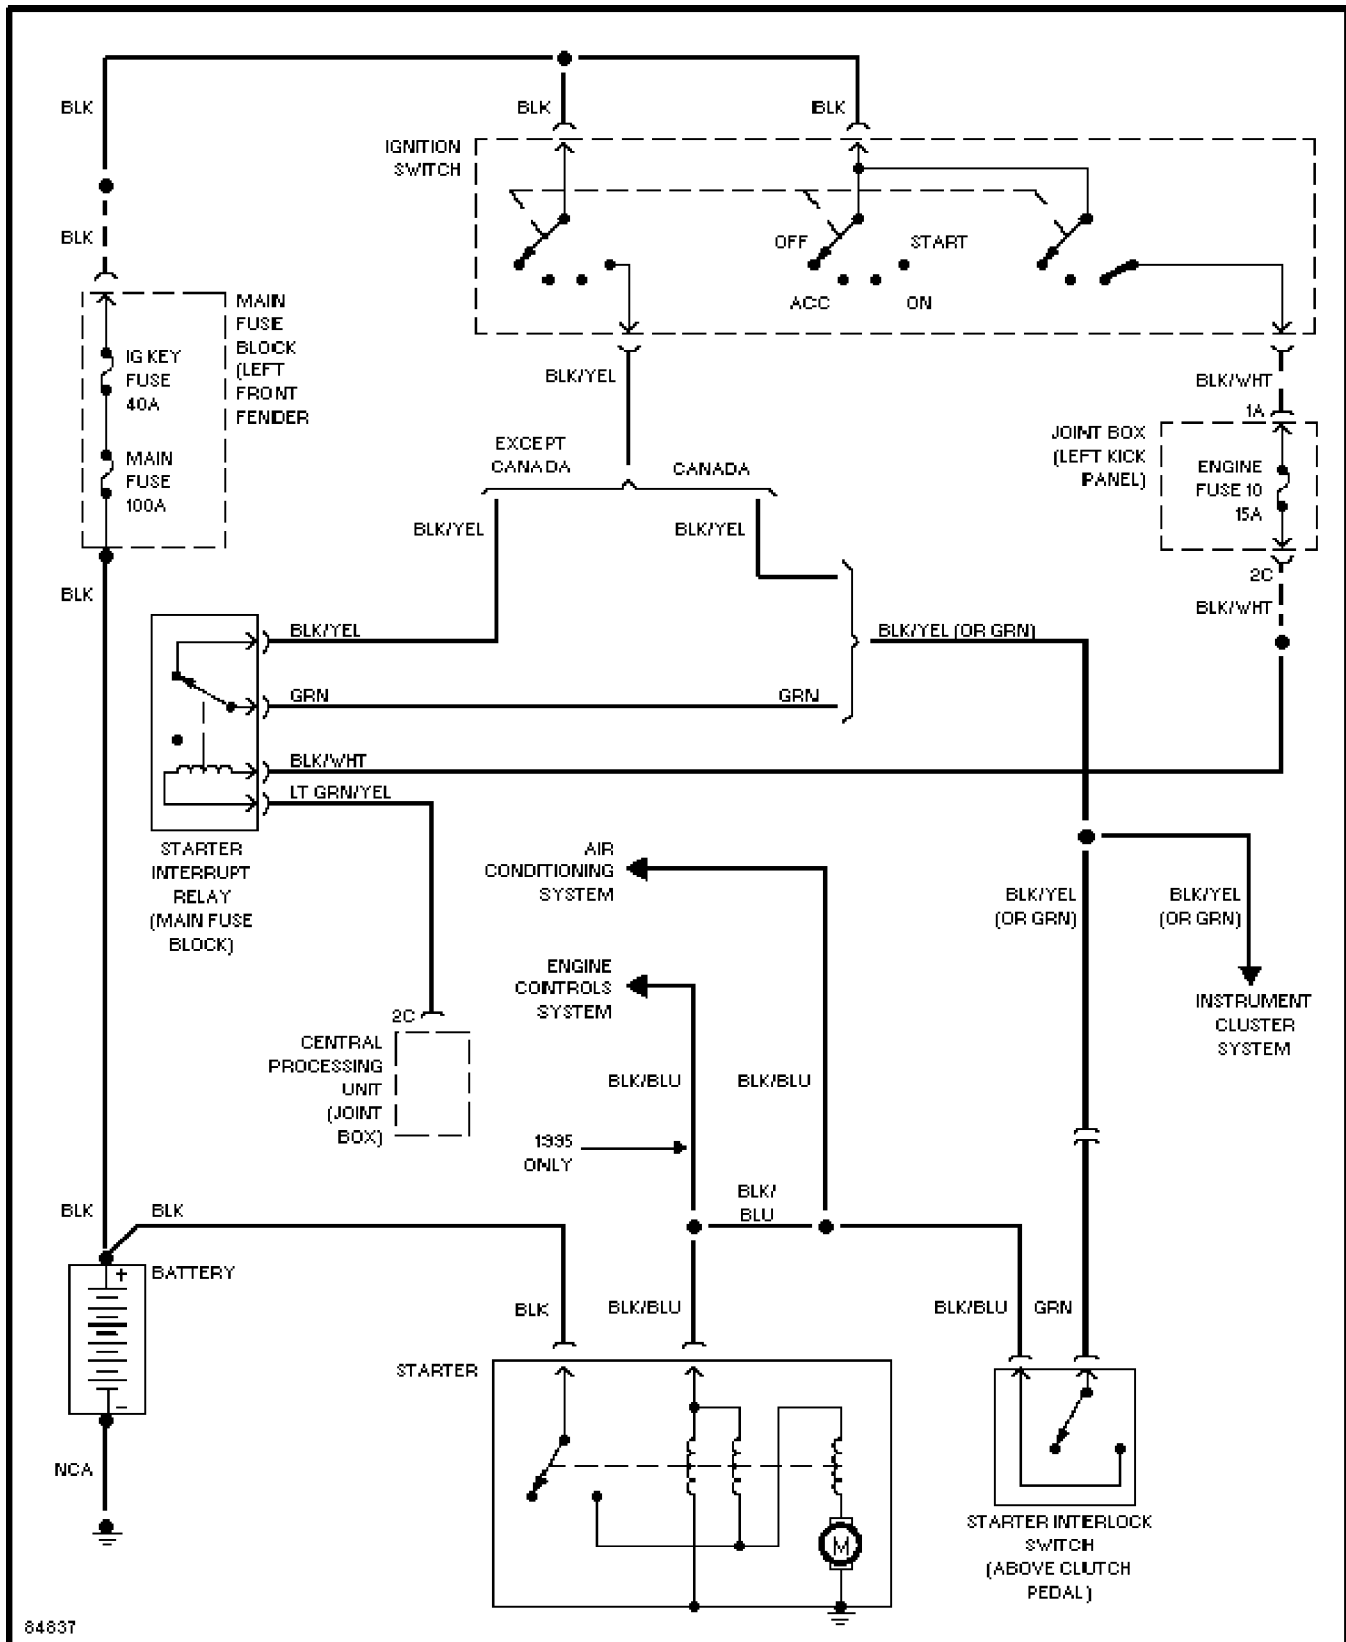 BLK
BLK
BLK
IGNITION
SWITCH
OFF
START
ACC
ON
BLK
MAIN
FUSE
BLOCK
(LEFT
FRONT
FENDER
IG KEY
FUSE
40A
MAIN
FUSE
100A
BLK/YEL
BLK/WHT
1A
JOINT BOX
(LEFT KICK
PANEL)
ENGINE
FUSE 10
15A
2C
BLK/WHT
EXCEPT
CANADA
CANADA
BLK/YEL
BLK/YEL
BLK
BLK/YEL
BLK/YEL (OR GRN)
GRN
GRN
BLK/WHT
LT GRN/YEL
STARTER
INTERRUPT
RELAY
(MAIN FUSE
BLOCK)
AIR
CONDITIONING
SYSTEM
BLK/YEL
(OR GRN)
BLK/YEL
(OR GRN)
ENGINE
CONTROLS
SYSTEM
INSTRUMENT
CLUSTER
SYSTEM
2C
CENTRAL
PROCESSING
UNIT
(JOINT
BOX)
BLK/BLU
BLK/BLU
1995
ONLY
BLK/
BLU
BLK
BLK
+
BATTERY
-
BLK
BLK/BLU
BLK/BLU
GRN
STARTER
NCA
M
STARTER INTERLOCK
SWITCH
(ABOVE CLUTCH
PEDAL)
84837